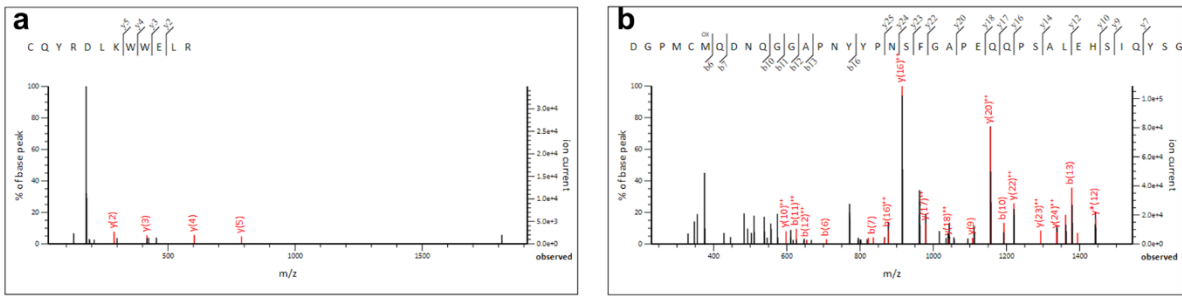 a
y5 y4 y3 y2
C Q Y R D L K W W E L R
% of base peak
100
80
60
40
20
0
y(2)
y(3)
y(4)
y(5)
500
1000
1500
m/z
observed
3.0e+4
2.5e+4
2.0e+4
1.5e+4
1.0e+4
5.0e+3
0.0e+0
ion current
b
y25 y24 y23 y22 y20 y18 y17 y16 y14 y12 y10 y9 y7
ox
D G P M C M Q D N Q G G A P N Y Y P N S F G A P E Q Q P S A L E H S I Q Y S G
b6 b7 b10 b11 b12 b13 b16
% of base peak
100
80
60
40
20
0
y(10)++
b(11)++
b(12)++
b(6)
b(7)
b(16)++
y(16)++
y(17)++
y(18)++
y(9)
y(20)++
b(10)
y(22)++
y(23)++
y(24)++
b(13)
y*(12)
400
600
800
1000
1200
1400
m/z
observed
1.0e+5
8.0e+4
6.0e+4
4.0e+4
2.0e+4
0.0e+0
ion current